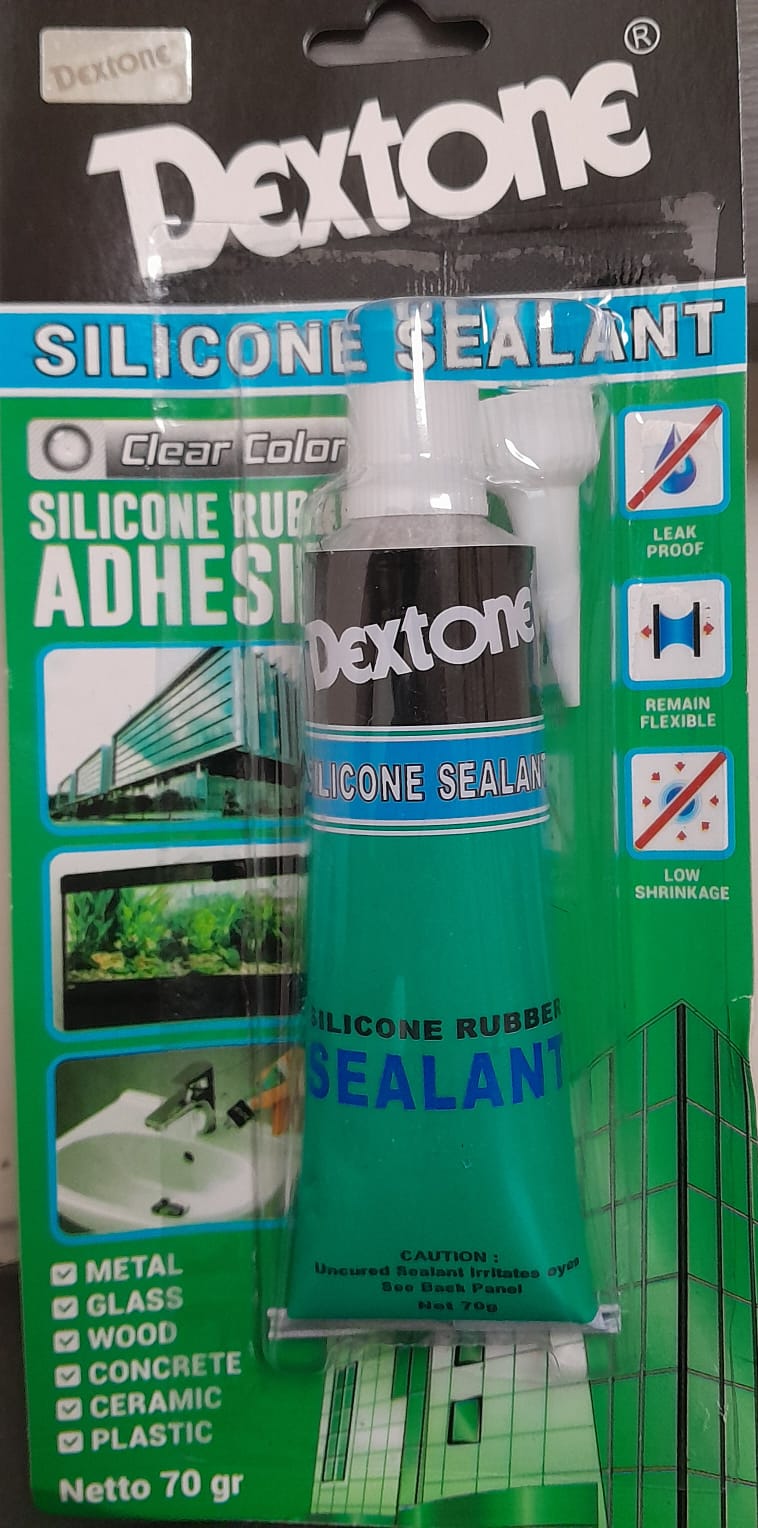 Dextone
®
Dextone
SILICONE SEALANT
Clear Color
SILICONE
LEAK
PROOF
Dextone
REMAIN
FLEXIBLE
SILICONE SEALANT
LOW
SHRINKAGE
SILICONE RUBBER
SEALANT
CAUTION :
Uncured Sealant Irritates eyes
See Back Panel
Net 70g
METAL
GLASS
WOOD
CONCRETE
CERAMIC
PLASTIC
Netto 70 gr